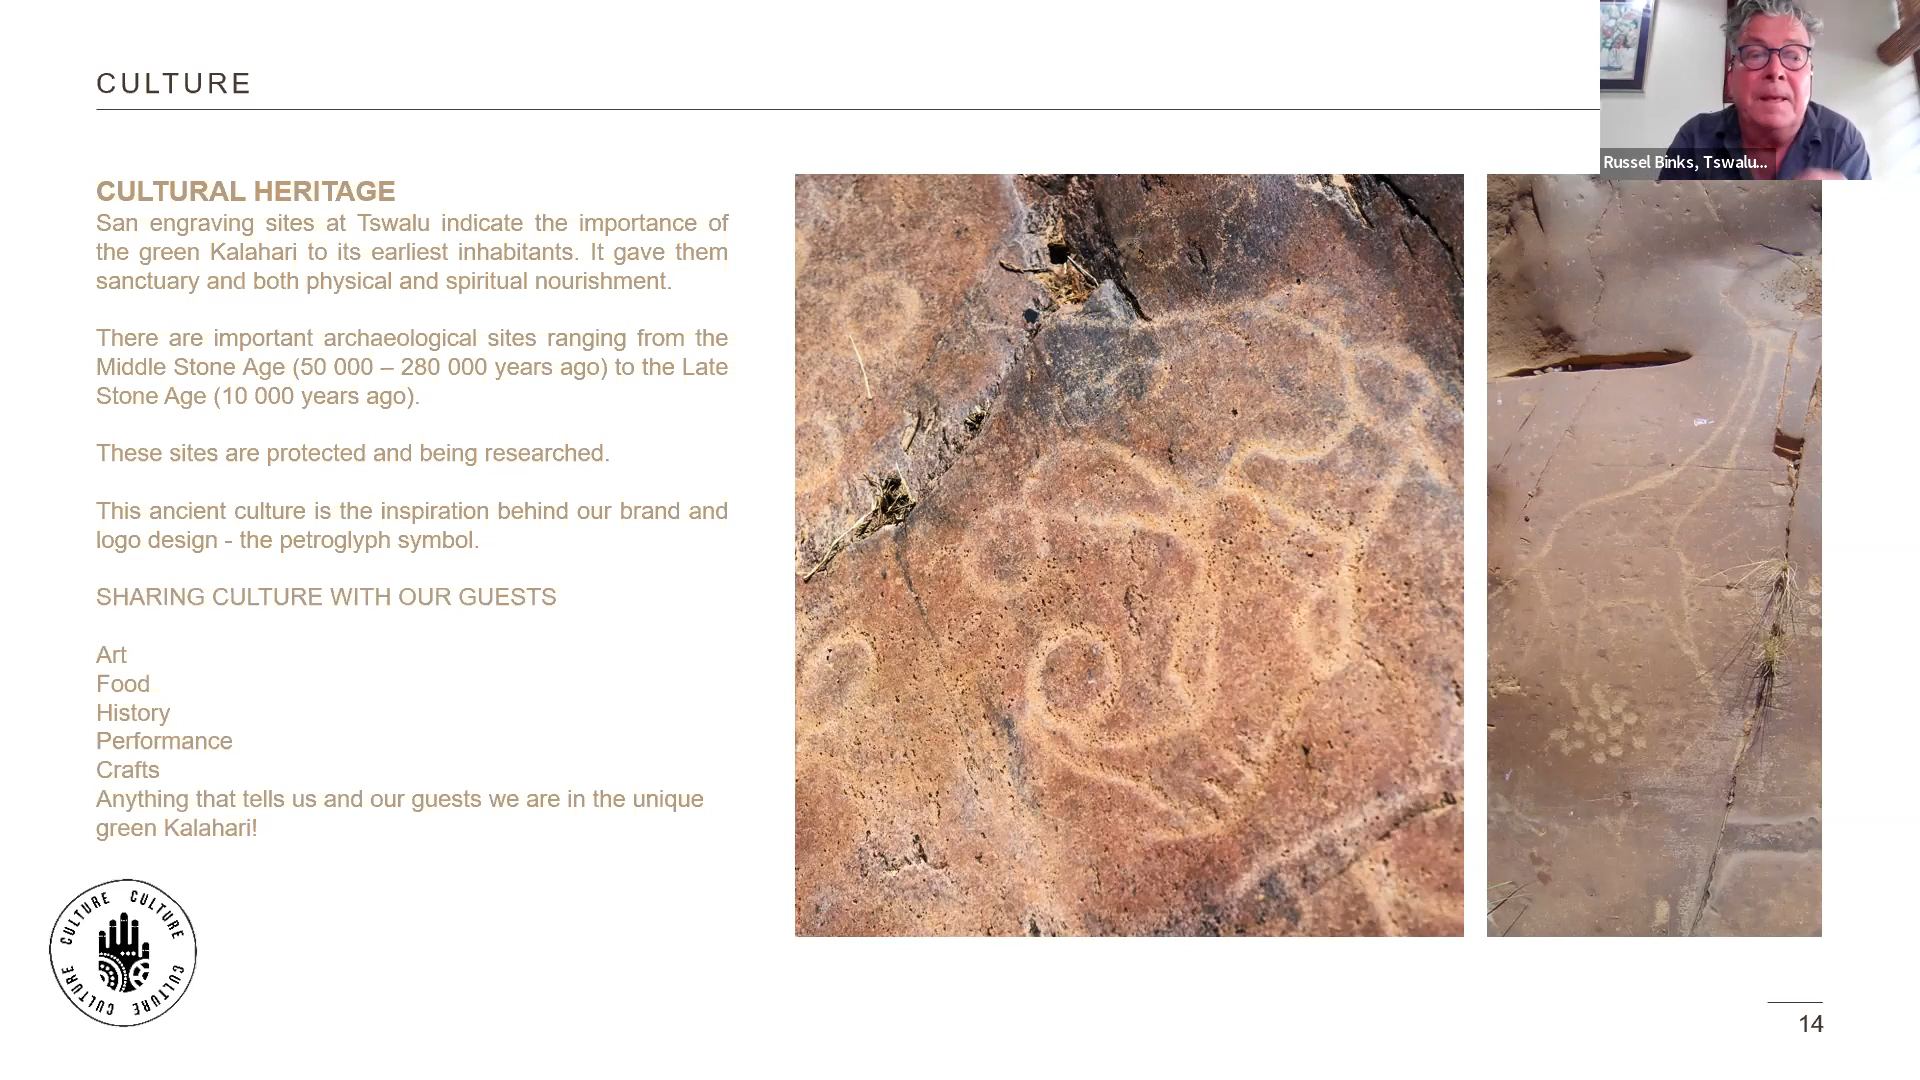 CULTURE
Russel Binks, Tswalu...
CULTURAL HERITAGE
San engraving sites at Tswalu indicate the importance of
the green Kalahari to its earliest inhabitants. It gave them
sanctuary and both physical and spiritual nourishment.
There are important archaeological sites ranging from the
Middle Stone Age (50 000 – 280 000 years ago) to the Late
Stone Age (10 000 years ago).
These sites are protected and being researched.
This ancient culture is the inspiration behind our brand and
logo design - the petroglyph symbol.
SHARING CULTURE WITH OUR GUESTS
Art
Food
History
Performance
Crafts
Anything that tells us and our guests we are in the unique
green Kalahari!
CULTURE CULTURE CULTURE CULTURE
14